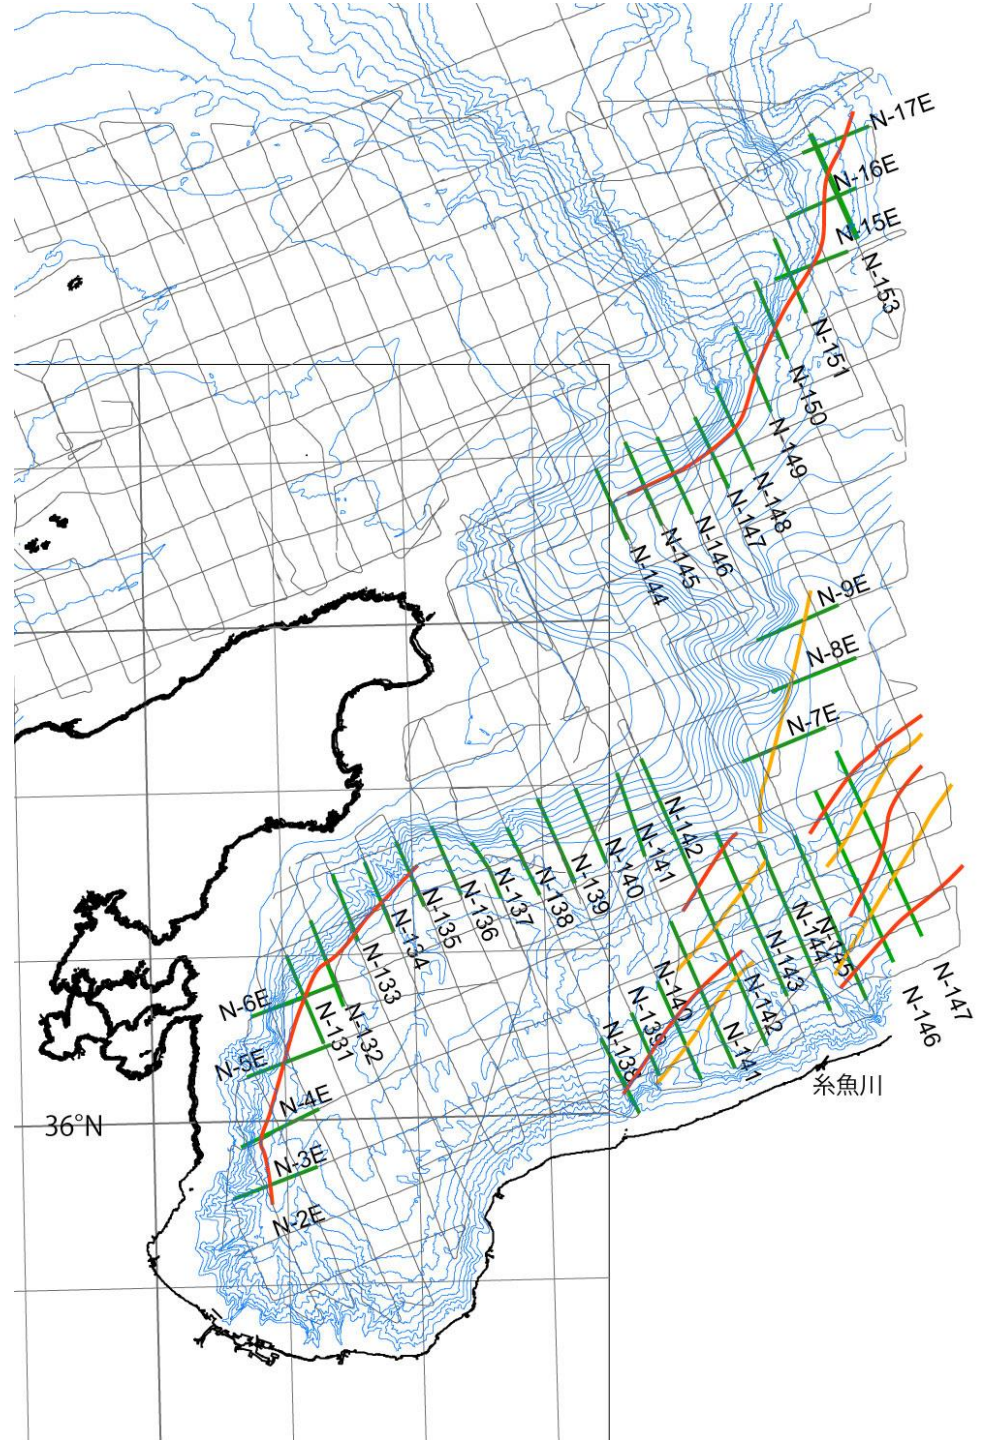 N-17E
N-16E
N-15E
N-153
N-151
N-150
N-149
N-148
N-147
N-146
N-145
N-144
N-9E
N-8E
N-7E
N-142
N-141
N-140
N-139
N-138
N-137
N-136
N-135
N-134
N-133
N-132
N-131
N-6E
N-5E
N-4E
N-3E
N-2E
N-138
N-139
N-140
N-141
N-142
N-143
N-144
N-145
N-146
N-147
糸魚川
36°N